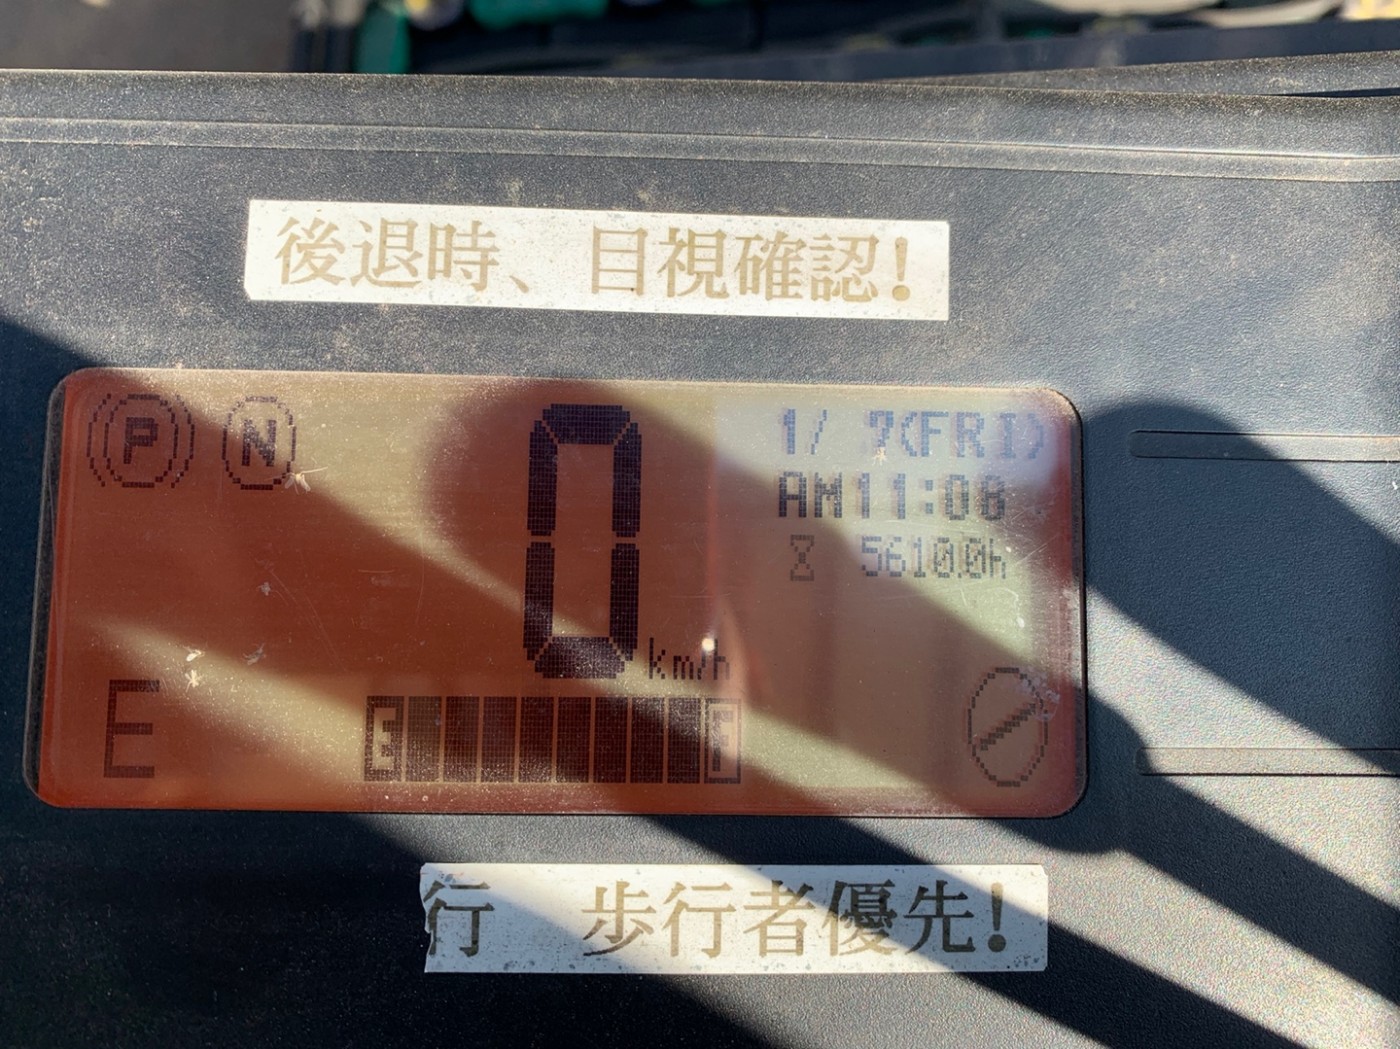 後退時、 目視確認!
P N
0 km/h
1/ 7(FRI)
AM11:08
5610.0h
E
E F
行 歩行者優先!